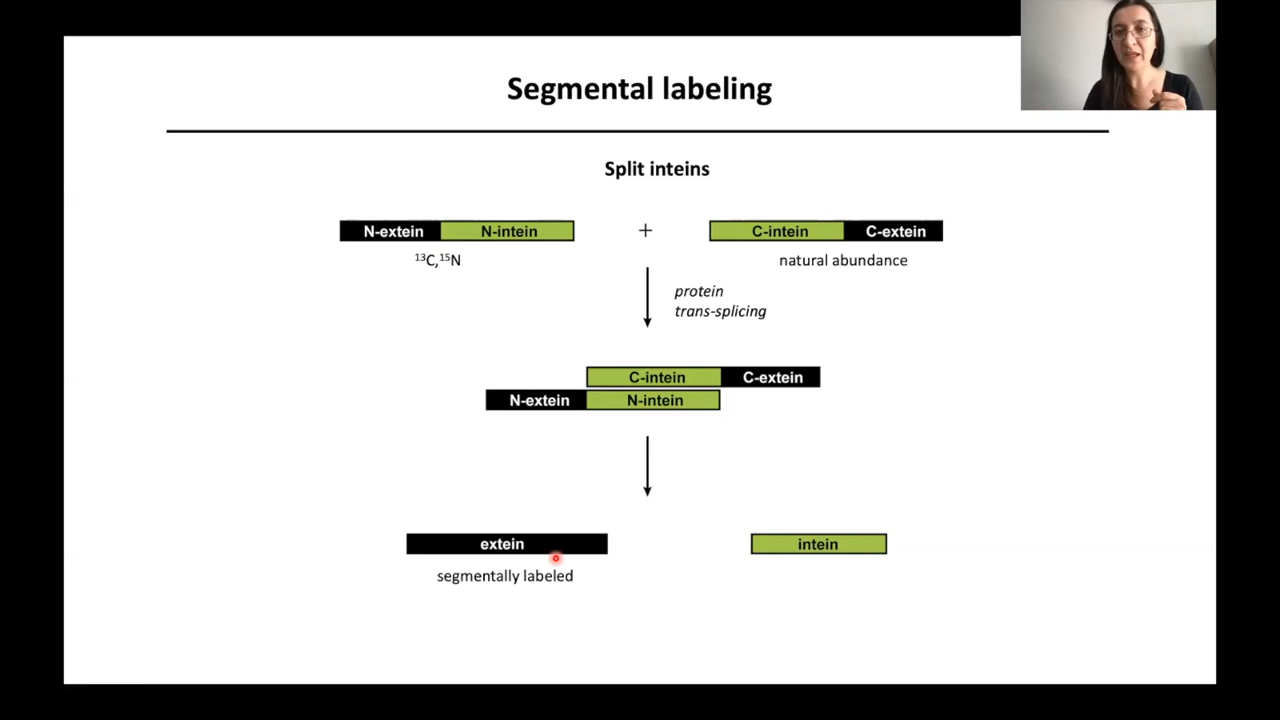 Segmental labeling
Split inteins
N-extein N-intein + C-intein C-extein
¹³C,¹⁵N natural abundance
protein
trans-splicing
C-intein C-extein
N-extein N-intein
extein intein
segmentally labeled